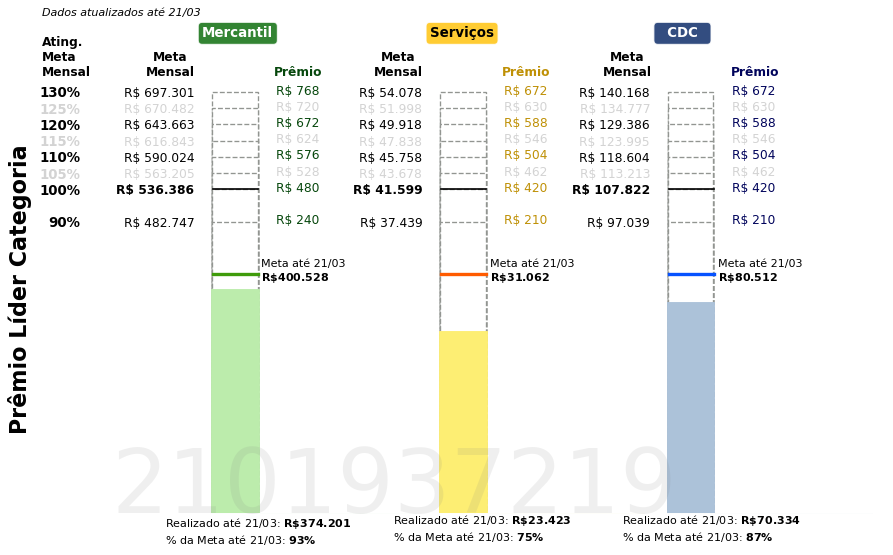 Dados atualizados até 21/03
Mercantil Serviços CDC
Ating. Meta Mensal Meta Mensal Prêmio Meta Mensal Prêmio Meta Mensal Prêmio
130% R$ 697.301 R$ 768 R$ 54.078 R$ 672 R$ 140.168 R$ 672
125% R$ 670.482 R$ 720 R$ 51.998 R$ 630 R$ 134.777 R$ 630
120% R$ 643.663 R$ 672 R$ 49.918 R$ 588 R$ 129.386 R$ 588
115% R$ 616.843 R$ 624 R$ 47.838 R$ 546 R$ 123.995 R$ 546
110% R$ 590.024 R$ 576 R$ 45.758 R$ 504 R$ 118.604 R$ 504
105% R$ 563.205 R$ 528 R$ 43.678 R$ 462 R$ 113.213 R$ 462
100% R$ 536.386 R$ 480 R$ 41.599 R$ 420 R$ 107.822 R$ 420
90% R$ 482.747 R$ 240 R$ 37.439 R$ 210 R$ 97.039 R$ 210
Meta até 21/03 Meta até 21/03 Meta até 21/03
R$400.528 R$31.062 R$80.512
Prêmio Líder Categoria
2101937219
Realizado até 21/03: R$374.201 Realizado até 21/03: R$23.423 Realizado até 21/03: R$70.334
% da Meta até 21/03: 93% % da Meta até 21/03: 75% % da Meta até 21/03: 87%